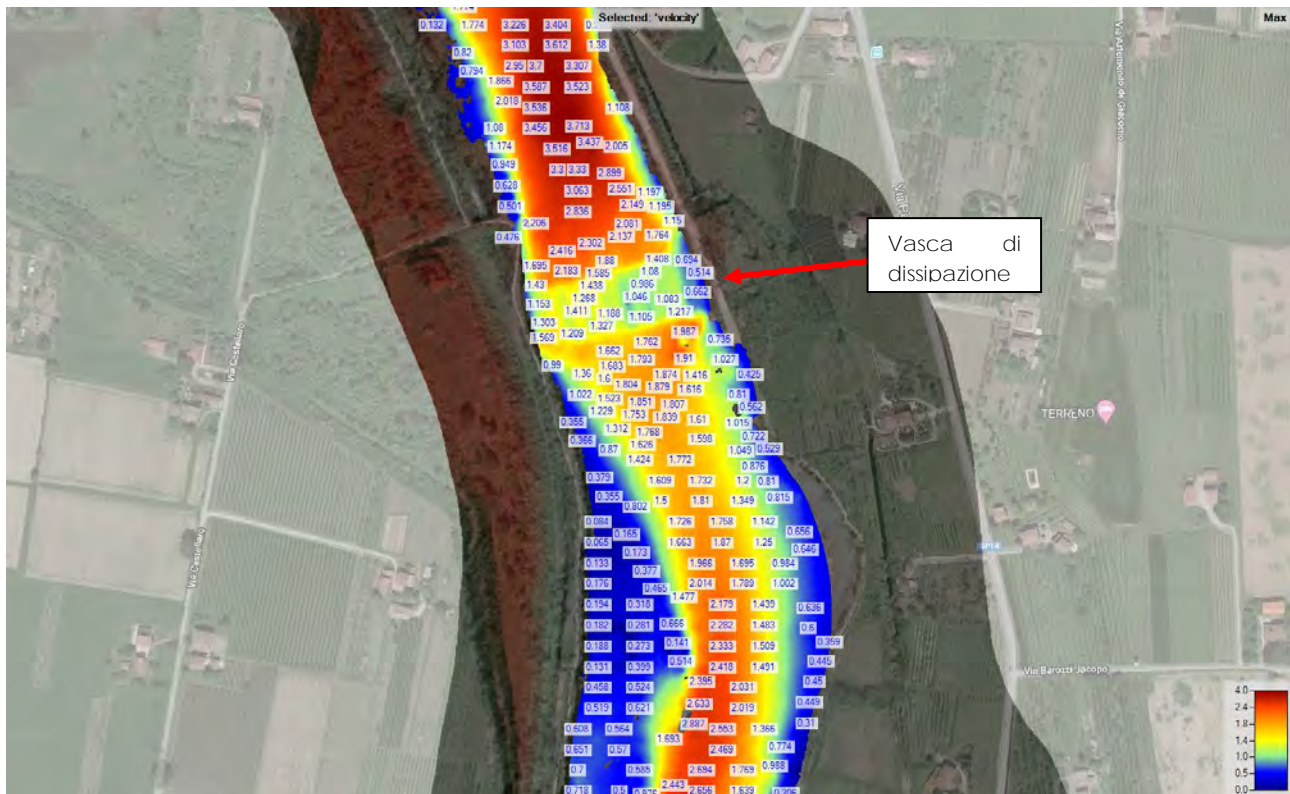 1.774
0.132 1.774 3.226 3.404
Selected: 'velocity'
Max
3.103 3.612 1.38
0.82
2.95 3.7 3.307
0.794
1.866 3.587 3.523
2.018 3.536 1.108
1.08 3.456 3.713
1.174 3.516 3.437 2.005
0.949 3.3 3.33 2.899
0.628 3.063 2.551 1.197
0.501 2.836 2.149 1.195
2.206 2.081 1.15
0.476 2.302 2.137 1.764
2.416
1.695 2.183 1.88 1.408 0.694
1.585 1.08 0.514
1.43 1.438 0.986
1.153 1.268 1.046 1.083 0.662
1.411 1.188 1.105 1.217
1.303 1.327
1.569 1.209 1.762 1.987 0.735
1.662 1.793 1.91 1.027
0.99 1.683
1.36 1.6 1.874 1.416 0.425
1.804 1.879 1.616
1.022 1.523 1.851 1.807 0.81
1.229 1.753 1.839 1.61 0.562
0.355 1.312 1.768 1.015
0.366 1.626 1.598 0.722
0.87 1.049 0.529
1.424 1.772 0.876
0.379 1.609 1.732 1.2 0.81
0.355 0.802 1.5 1.81 1.349 0.815
0.084 1.726 1.758 1.142
0.165 0.656
0.065 1.663 1.87 1.25
0.173 0.646
0.133 0.377 1.966 1.695 0.984
0.176 0.465 2.014 1.789 1.002
1.477
0.194 0.318 2.179 1.439 0.636
0.182 0.281 0.666 2.282 1.483 0.6
0.188 0.273 0.141 2.333 1.509 0.359
0.131 0.399 0.514 2.418 1.491 0.445
0.458 0.524 2.395 2.031 0.45
0.519 0.621 2.633 2.019 0.449
0.608 0.564 2.887 2.553 1.366 0.31
0.651 0.57 1.693 2.469 0.774
0.7 0.585 2.694 1.769 0.988
0.718 0.5 0.976 2.443 2.656 1.639
Vasca di
dissipazione
Via Castellaro
Via Castellaro
TERRENO
Via Barozzi Jacopo
4.0
2.4
1.8
1.4
1.0
0.5
0.0